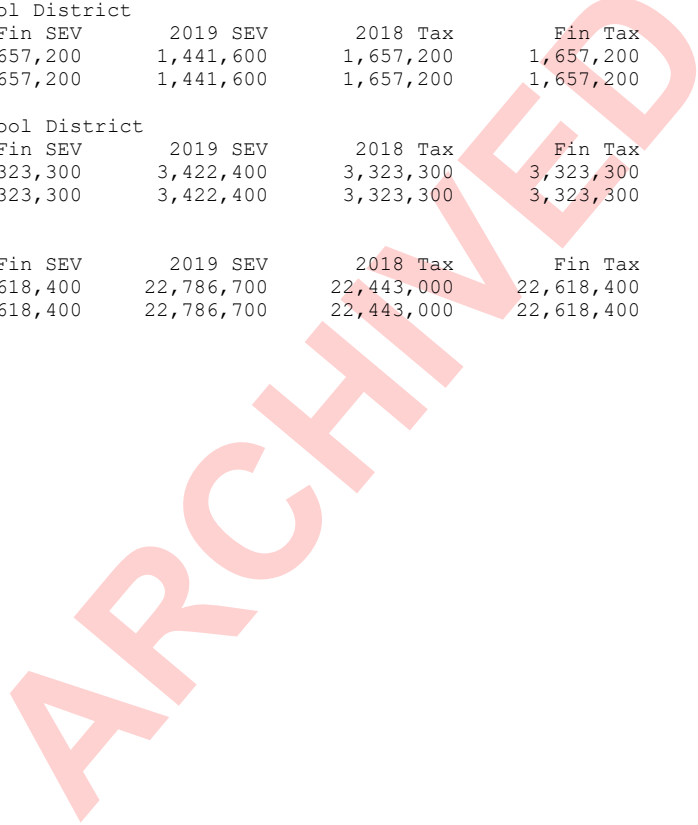 ol District
Fin SEV 2019 SEV 2018 Tax Fin Tax
657,200 1,441,600 1,657,200 1,657,200
657,200 1,441,600 1,657,200 1,657,200
ool District
Fin SEV 2019 SEV 2018 Tax Fin Tax
323,300 3,422,400 3,323,300 3,323,300
323,300 3,422,400 3,323,300 3,323,300
Fin SEV 2019 SEV 2018 Tax Fin Tax
618,400 22,786,700 22,443,000 22,618,400
618,400 22,786,700 22,443,000 22,618,400
ARCHIVED